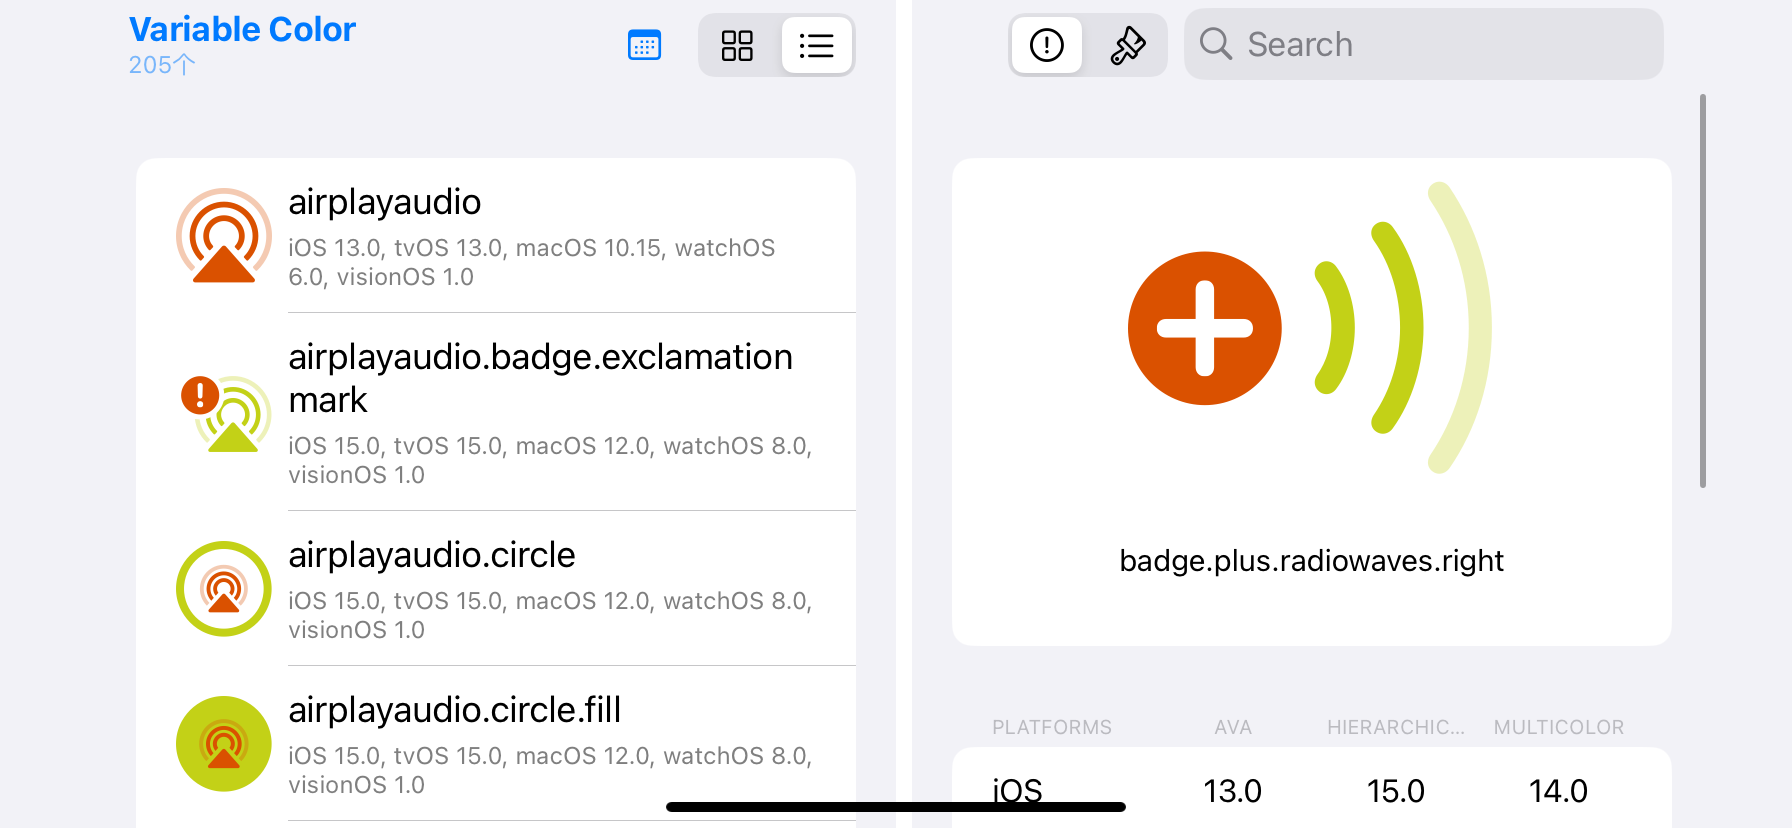 Variable Color
205个
Search
airplayaudio
iOS 13.0, tvOS 13.0, macOS 10.15, watchOS
6.0, visionOS 1.0
airplayaudio.badge.exclamation
mark
iOS 15.0, tvOS 15.0, macOS 12.0, watchOS 8.0,
visionOS 1.0
airplayaudio.circle
iOS 15.0, tvOS 15.0, macOS 12.0, watchOS 8.0,
visionOS 1.0
airplayaudio.circle.fill
iOS 15.0, tvOS 15.0, macOS 12.0, watchOS 8.0,
visionOS 1.0
badge.plus.radiowaves.right
PLATFORMS AVA HIERARCHIC... MULTICOLOR
iOS 13.0 15.0 14.0